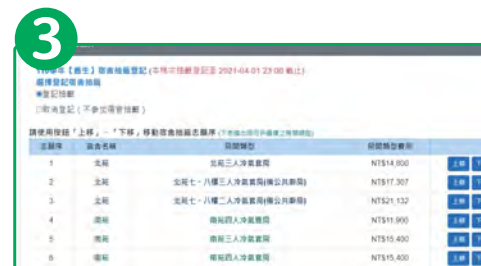 3
110學年【舊生】宿舍抽籤登記(本梯次抽籤登記至 2021-04-01 23:00 截止)
選擇登記宿舍抽籤
登記抽籤
取消登記(不參加宿舍抽籤)
請使用按鈕「上移」、「下移」移動宿舍抽籤志願序
志願序 宿舍名稱 房間類型 房間類型費用
1 北苑 北苑三人冷氣套房 NT$14,800 上移 下
2 北苑 北苑七、八樓三人冷氣套房(備公共廚房) NT$17,307 上移 下
3 北苑 北苑七、八樓二人冷氣套房(備公共廚房) NT$21,132 上移 下
4 南苑 南苑四人冷氣雅房 NT$11,900 上移 下
5 南苑 南苑三人冷氣套房 NT$15,400 上移 下
6 南苑 南苑四人冷氣套房 NT$15,400 上移 下